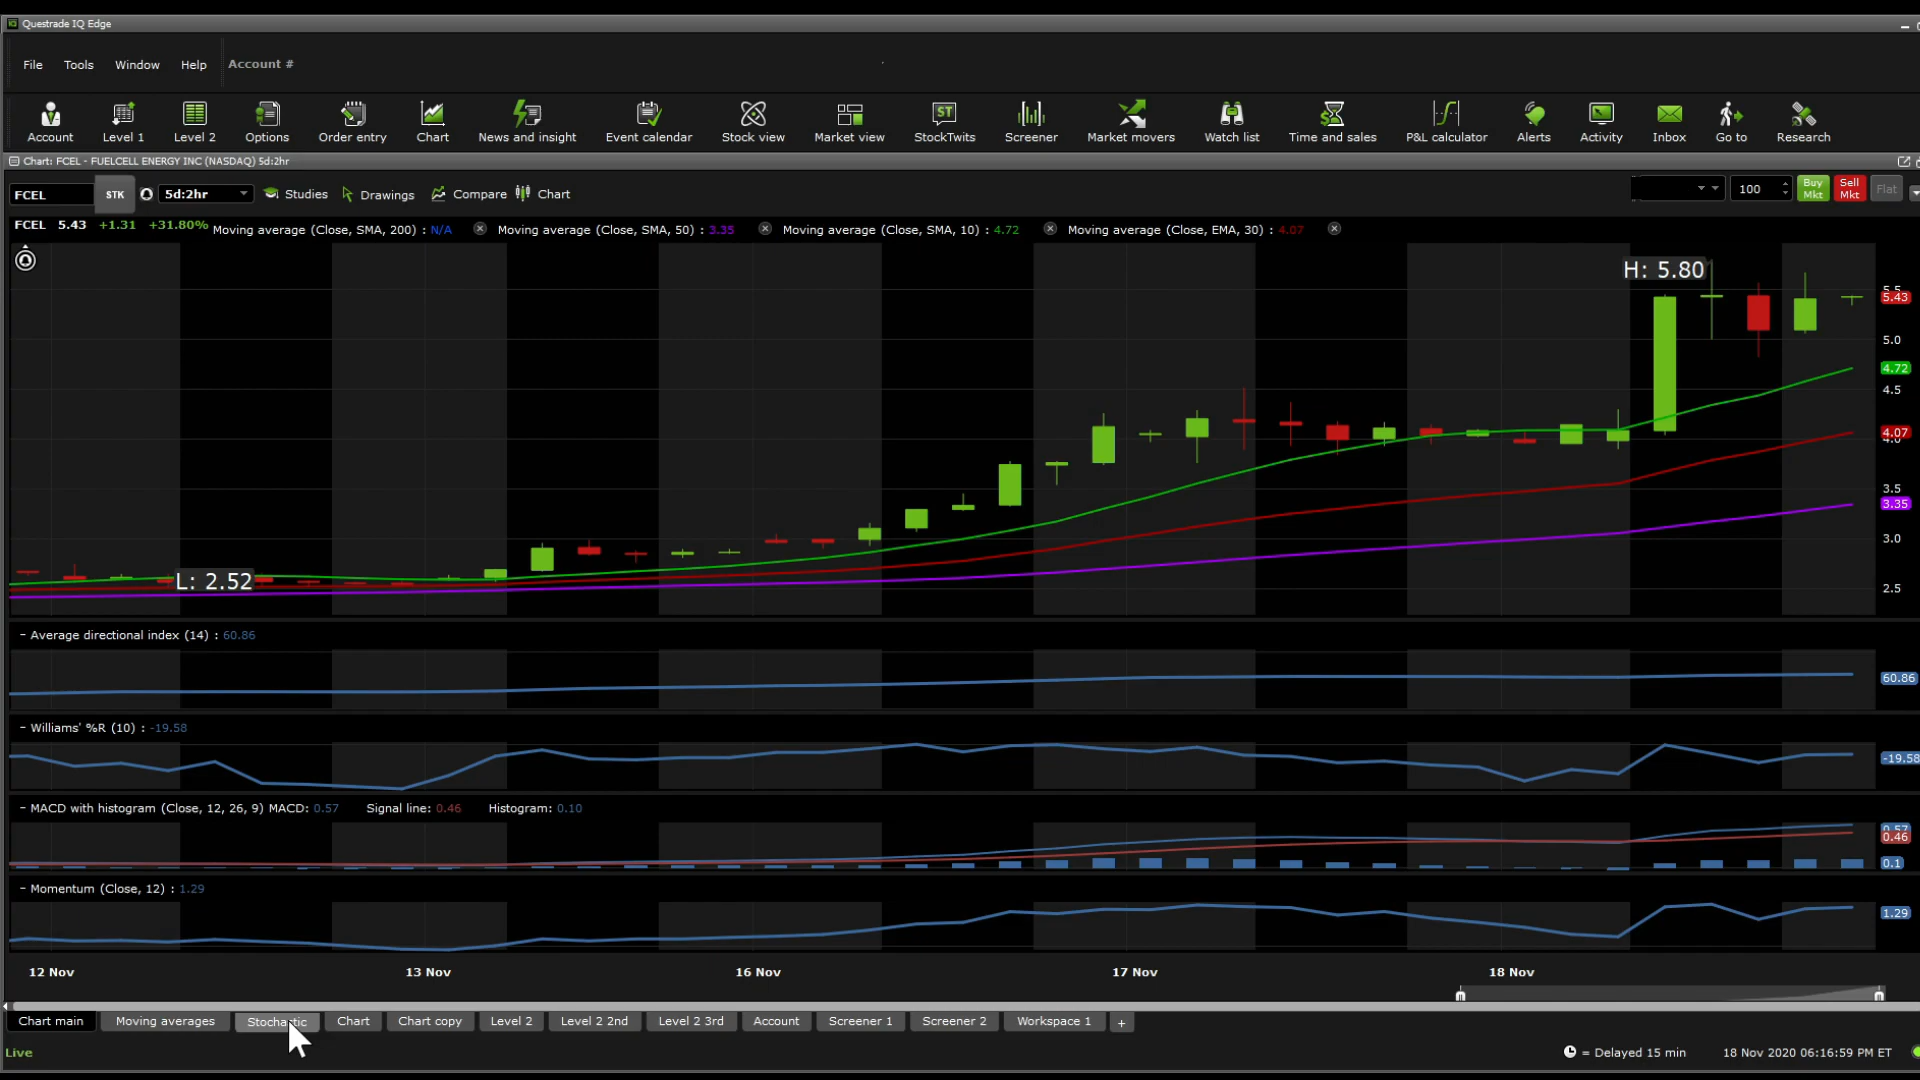 Questrade IQ Edge
File Tools Window Help Account #
Account Level 1 Level 2 Options Order entry Chart News and insight Event calendar Stock view Market view StockTwits Screener Market movers Watch list Time and sales P&L calculator Alerts Activity Inbox Go to Research
Chart: FCEL - FUELCELL ENERGY INC (NASDAQ) 5d:2hr
FCEL STK 5d:2hr Studies Drawings Compare Chart 100 Buy Mkt Sell Mkt Flat
FCEL 5.43 +1.31 +31.80% Moving average (Close, SMA, 200) : N/A Moving average (Close, SMA, 50) : 3.35 Moving average (Close, SMA, 10) : 4.72 Moving average (Close, EMA, 30) : 4.07
H: 5.80
5.5
5.43
5.0
4.72
4.5
4.07
4.0
3.5
3.35
3.0
L: 2.52
2.5
- Average directional index (14) : 60.86
60.86
- Williams' %R (10) : -19.58
-19.58
- MACD with histogram (Close, 12, 26, 9) MACD: 0.57 Signal line: 0.46 Histogram: 0.10
0.57
0.46
0.1
- Momentum (Close, 12) : 1.29
1.29
12 Nov 13 Nov 16 Nov 17 Nov 18 Nov
Chart main Moving averages Stochastic Chart Chart copy Level 2 Level 2 2nd Level 2 3rd Account Screener 1 Screener 2 Workspace 1 +
Live = Delayed 15 min 18 Nov 2020 06:16:59 PM ET